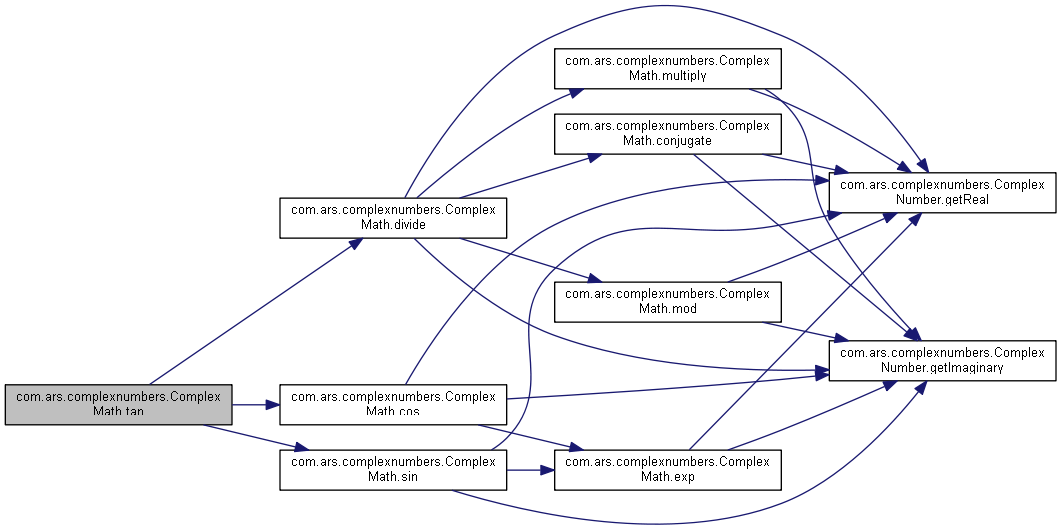 com.ars.complexnumbers.Complex
Math.multiply
com.ars.complexnumbers.Complex
Math.conjugate
com.ars.complexnumbers.Complex
Number.getReal
com.ars.complexnumbers.Complex
Math.divide
com.ars.complexnumbers.Complex
Math.mod
com.ars.complexnumbers.Complex
Number.getImaginary
com.ars.complexnumbers.Complex
Math.tan
com.ars.complexnumbers.Complex
Math.cos
com.ars.complexnumbers.Complex
Math.sin
com.ars.complexnumbers.Complex
Math.exp